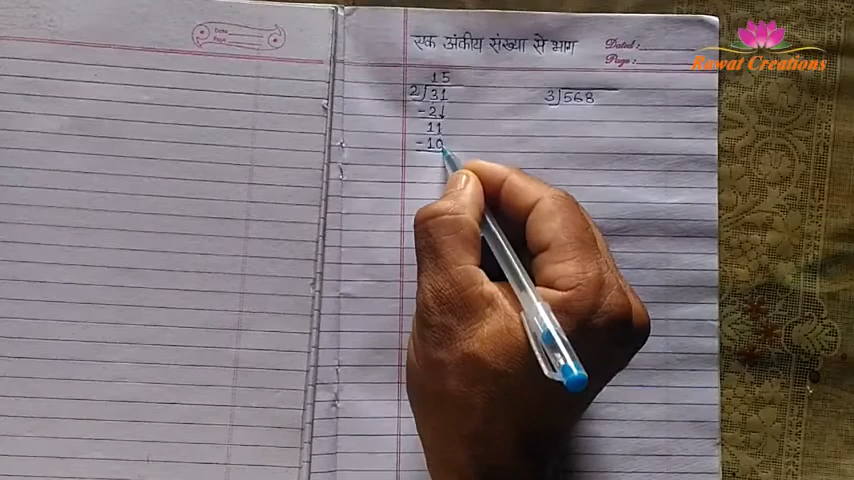 Date
Page
एक अंकीय संख्या से भाग
Dated:
Page:
Rawat Creations
15
2)31
-2↓
11
-10
3)568